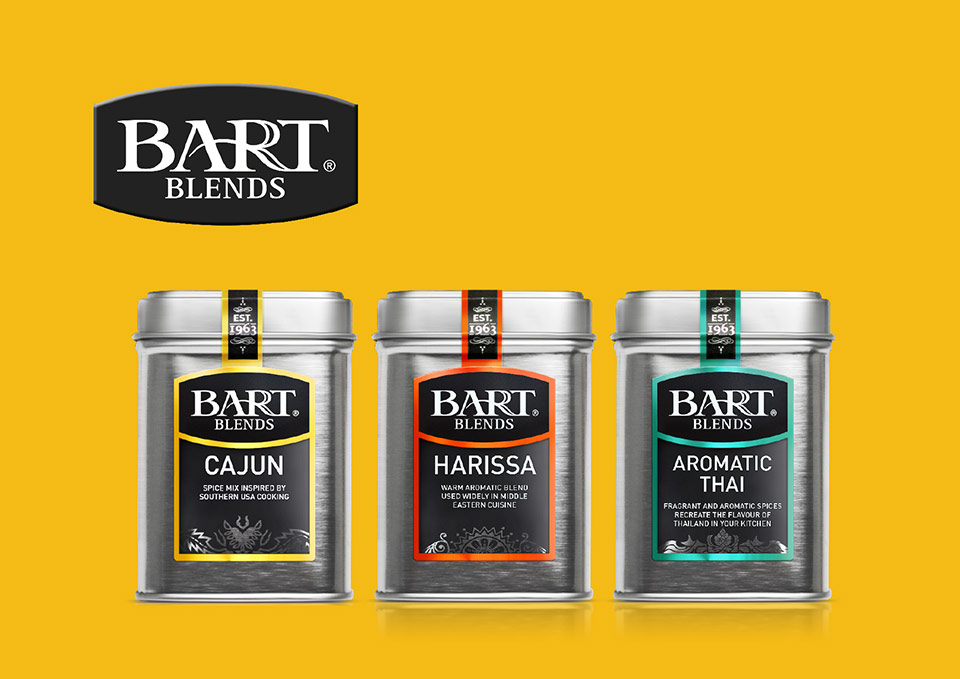 BART®
BLENDS
EST.
1963
BART®
BLENDS
CAJUN
SPICE MIX INSPIRED BY
SOUTHERN USA COOKING
EST.
1963
BART®
BLENDS
HARISSA
WARM AROMATIC BLEND
USED WIDELY IN MIDDLE
EASTERN CUISINE
EST.
1963
BART®
BLENDS
AROMATIC
THAI
FRAGRANT AND AROMATIC SPICES
RECREATE THE FLAVOUR OF
THAILAND IN YOUR KITCHEN